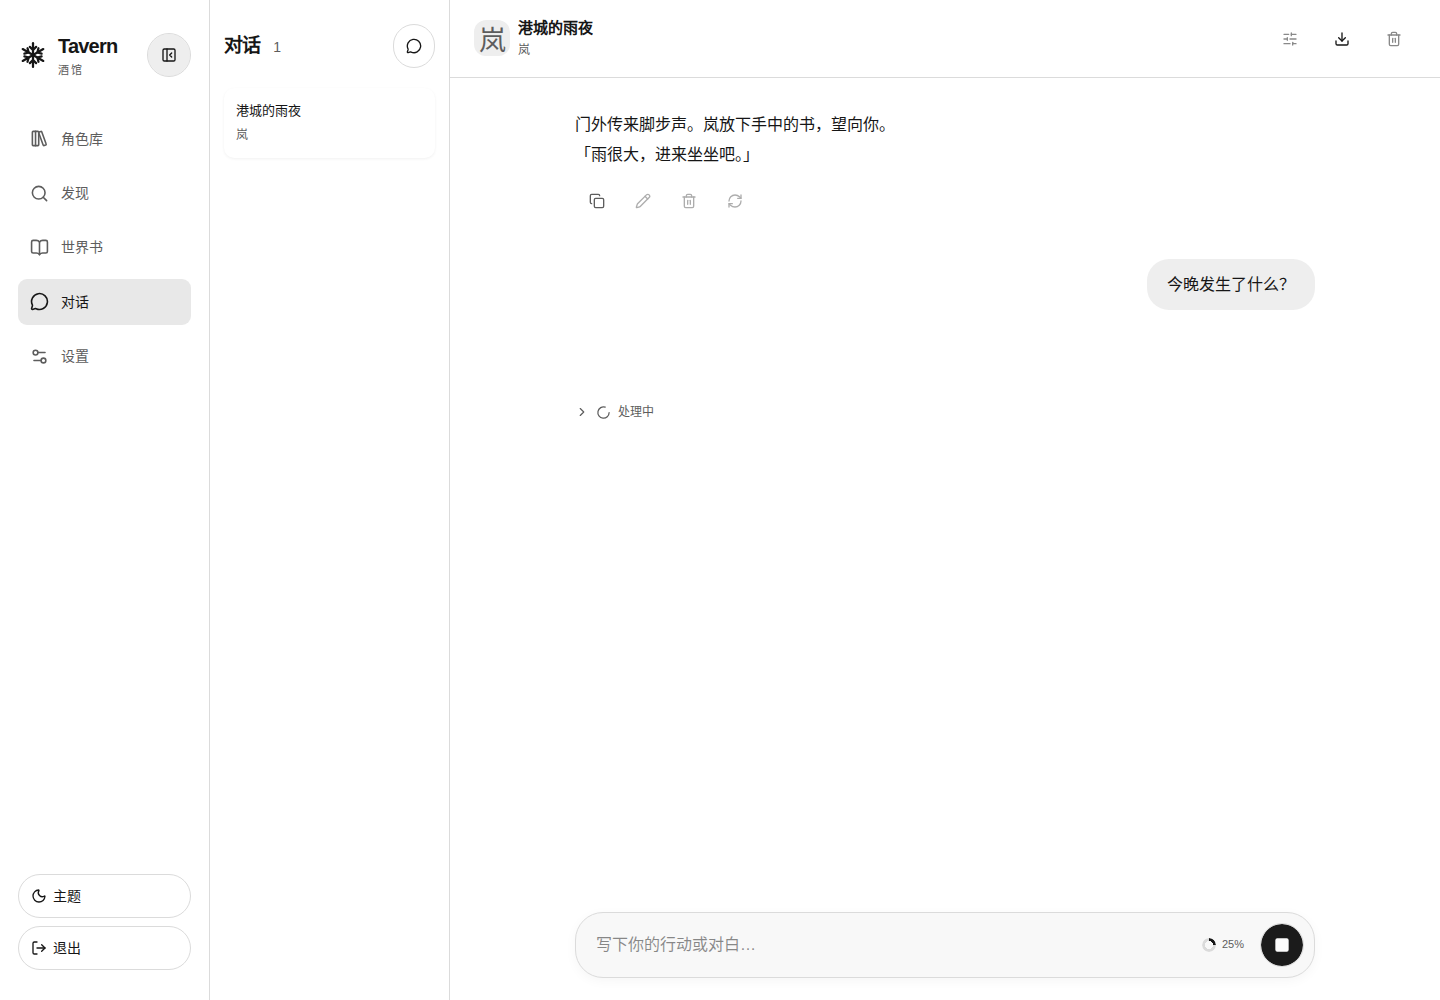 Tavern
酒馆
角色库
发现
世界书
对话
设置
主题
退出
对话 1
港城的雨夜
岚
岚
港城的雨夜
岚
门外传来脚步声。岚放下手中的书，望向你。
「雨很大，进来坐坐吧。」
今晚发生了什么？
处理中
写下你的行动或对白…
25%